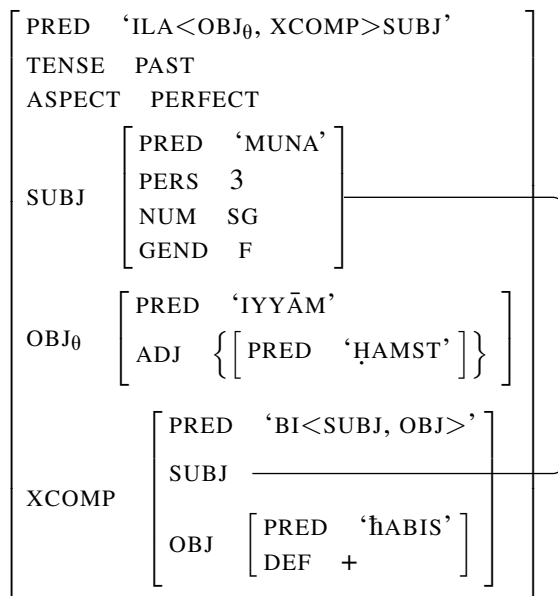 PRED ‘ILA<OBJθ, XCOMP>SUBJ’
TENSE PAST
ASPECT PERFECT
SUBJ
PRED ‘MUNA’
PERS 3
NUM SG
GEND F
OBJθ
PRED ‘IYYĀM’
ADJ { [ PRED ‘ḤAMST’ ] }
XCOMP
PRED ‘BI<SUBJ, OBJ>’
SUBJ
OBJ
PRED ‘ħABIS’
DEF +